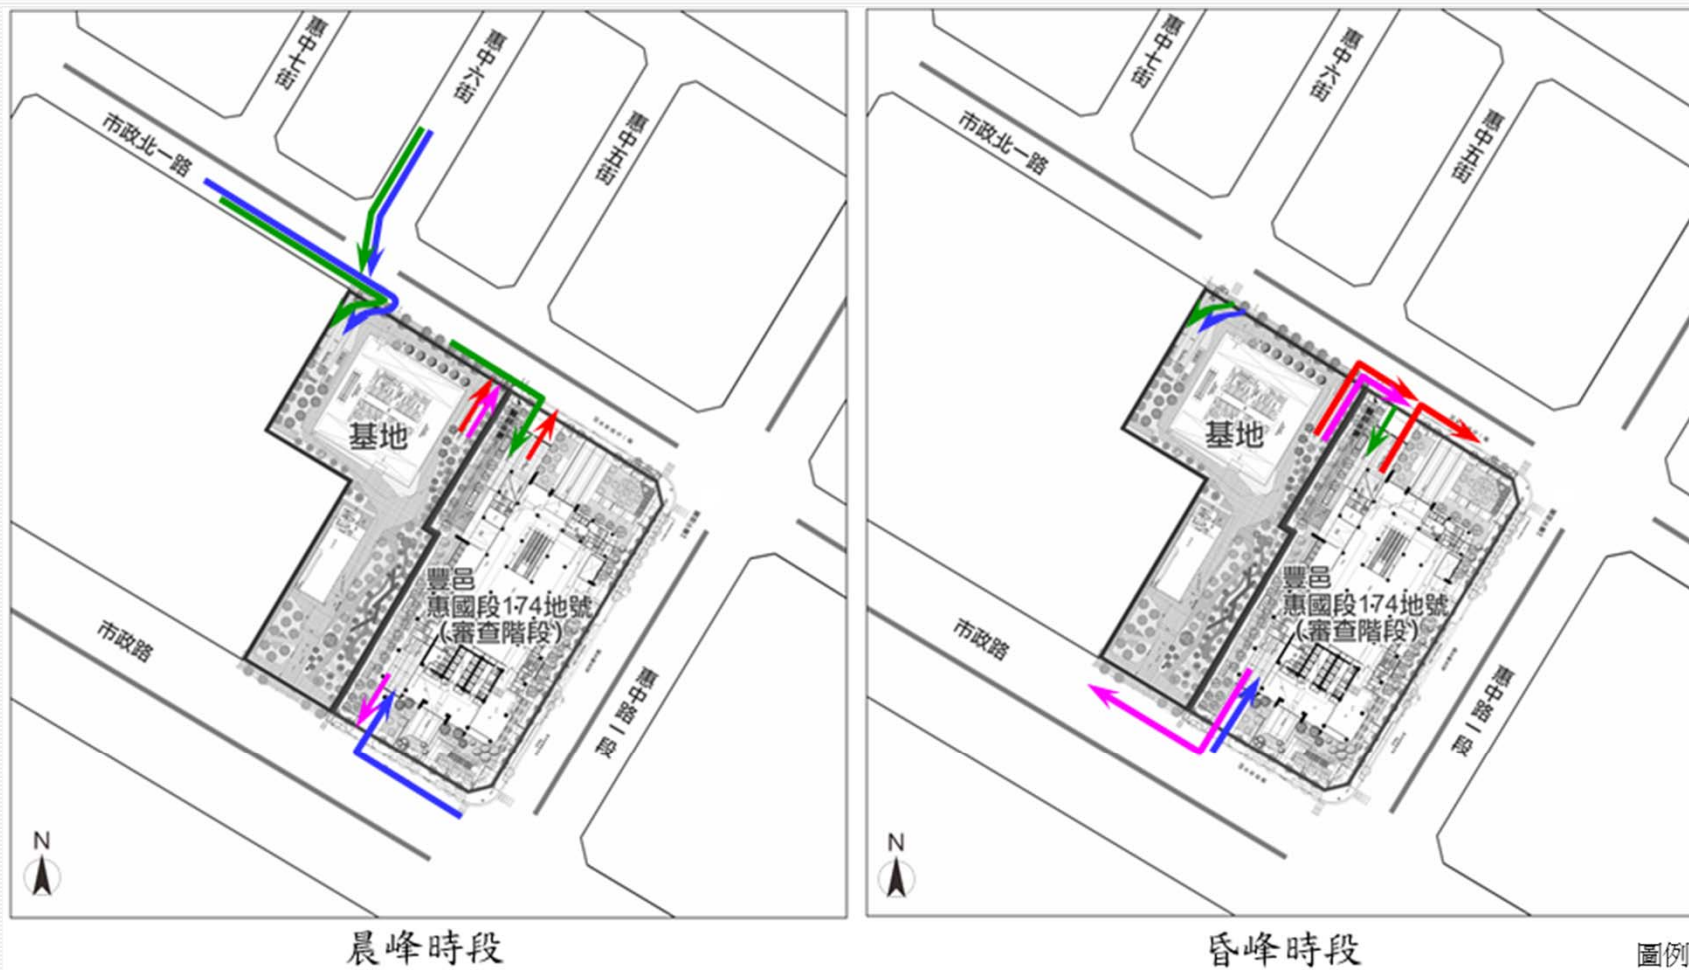 惠中七街
惠中六街
惠中五街
市政北一路
基地
豐邑
惠國段174地號
（審查階段）
市政路
惠中路一段
N
晨峰時段
惠中七街
惠中六街
惠中五街
市政北一路
基地
豐邑
惠國段174地號
（審查階段）
市政路
惠中路一段
N
昏峰時段
圖例